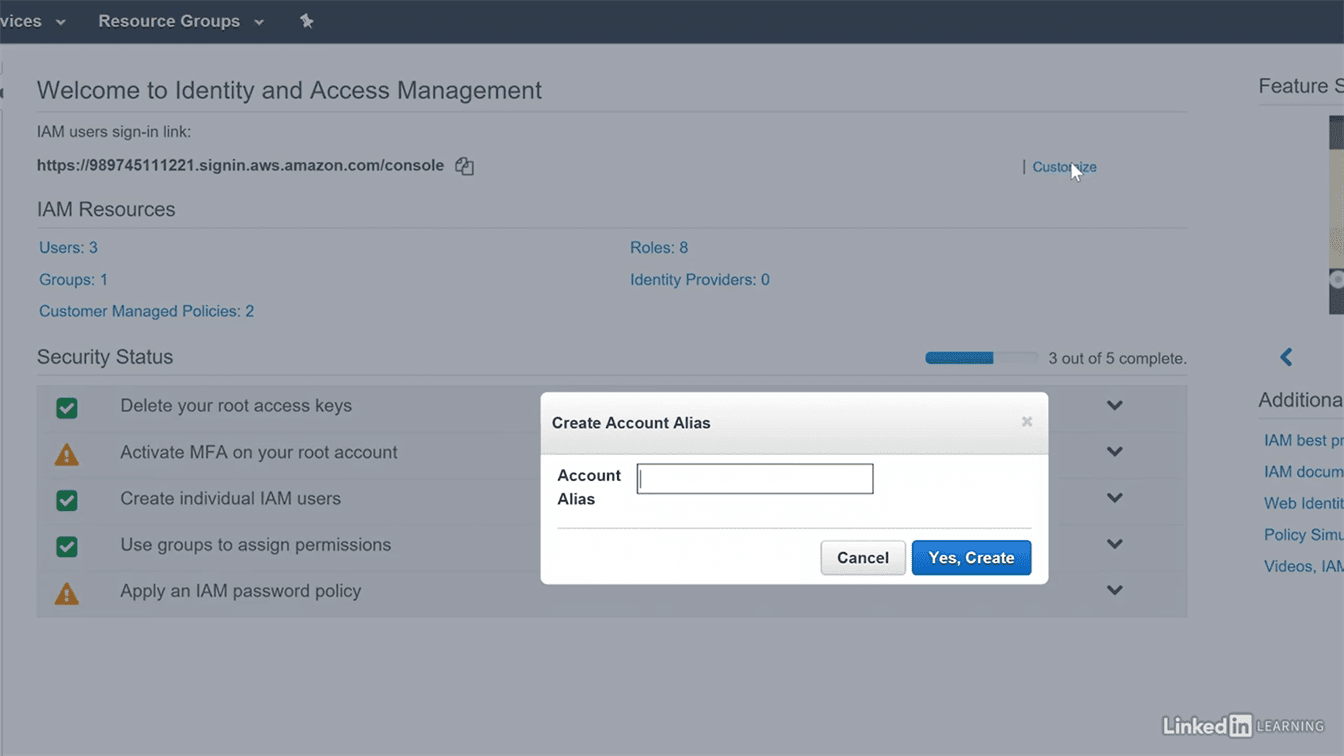 vices
Resource Groups
Welcome to Identity and Access Management
Feature S
IAM users sign-in link:
https://989745111221.signin.aws.amazon.com/console
| Customize
IAM Resources
Users: 3
Roles: 8
Groups: 1
Identity Providers: 0
Customer Managed Policies: 2
Security Status
3 out of 5 complete.
Delete your root access keys
Activate MFA on your root account
Create individual IAM users
Use groups to assign permissions
Apply an IAM password policy
Create Account Alias
Account
Alias
Cancel
Yes, Create
Additiona
IAM best pr
IAM docum
Web Identit
Policy Simu
Videos, IAM
LinkedIn LEARNING